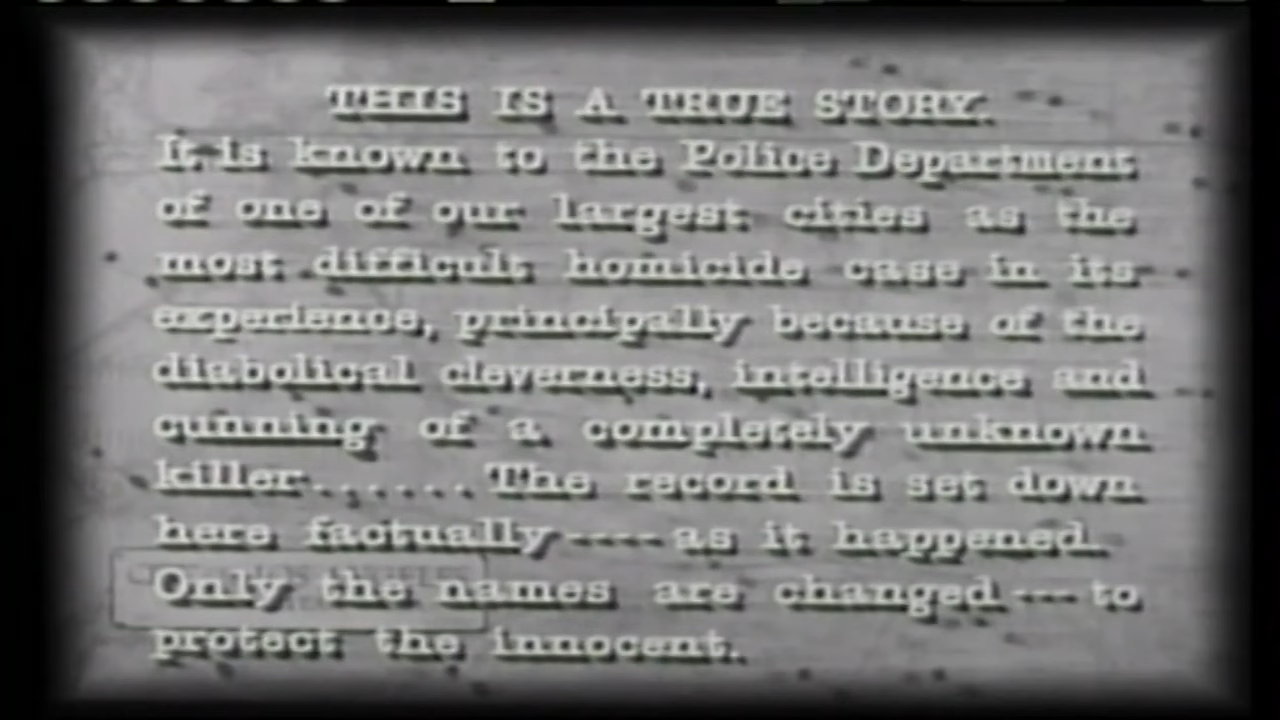 THIS IS A TRUE STORY.
It is known to the Police Department
of one of our largest cities as the
most difficult homicide case in its
experience, principally because of the
diabolical cleverness, intelligence and
cunning of a completely unknown
killer......The record is set down
here factually----as it happened.
Only the names are changed---to
protect the innocent.